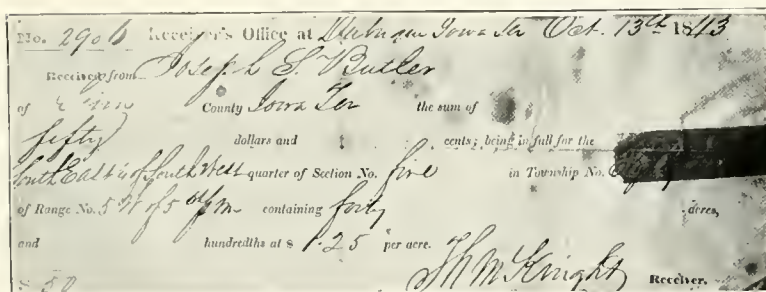 No. 2906 Receiver's Office at Dubuque Iowa Ter Oct. 13th 1843
Received from Joseph S. Butler
of Linn County Iowa Ter the sum of
fifty dollars and cents; being in full for the
South East ¼ of South West quarter of Section No. five in Township No.
of Range No. 5 W of 5th P M containing forty acres,
and hundredths at $ 1.25 per acre.
Th McKnight Receiver.
$ 50